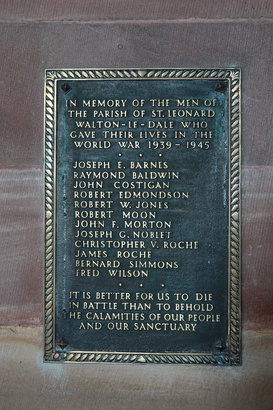 IN MEMORY OF THE MEN OF
THE PARISH OF ST. LEONARD
WALTON-LE-DALE WHO
GAVE THEIR LIVES IN THE
WORLD WAR 1939-1945
JOSEPH E. BARNES
RAYMOND BALDWIN
JOHN COSTIGAN
ROBERT EDMONDSON
ROBERT W. JONES
ROBERT MOON
JOHN F. MORTON
JOSEPH G. NOBLET
CHRISTOPHER V. ROCHE
JAMES ROCHE
BERNARD SIMMONS
FRED WILSON
IT IS BETTER FOR US TO DIE
IN BATTLE THAN TO BEHOLD
THE CALAMITIES OF OUR PEOPLE
AND OUR SANCTUARY